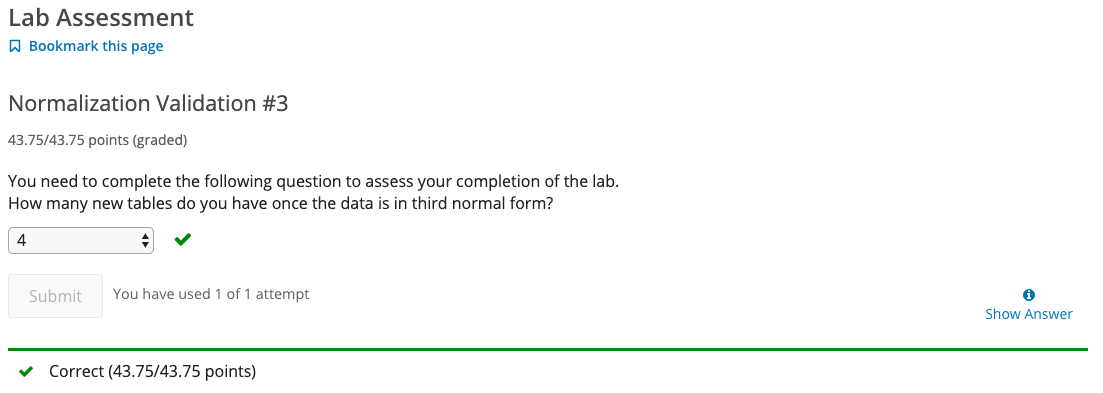 Lab Assessment
Bookmark this page
Normalization Validation #3
43.75/43.75 points (graded)
You need to complete the following question to assess your completion of the lab.
How many new tables do you have once the data is in third normal form?
4
Submit
You have used 1 of 1 attempt
Show Answer
Correct (43.75/43.75 points)